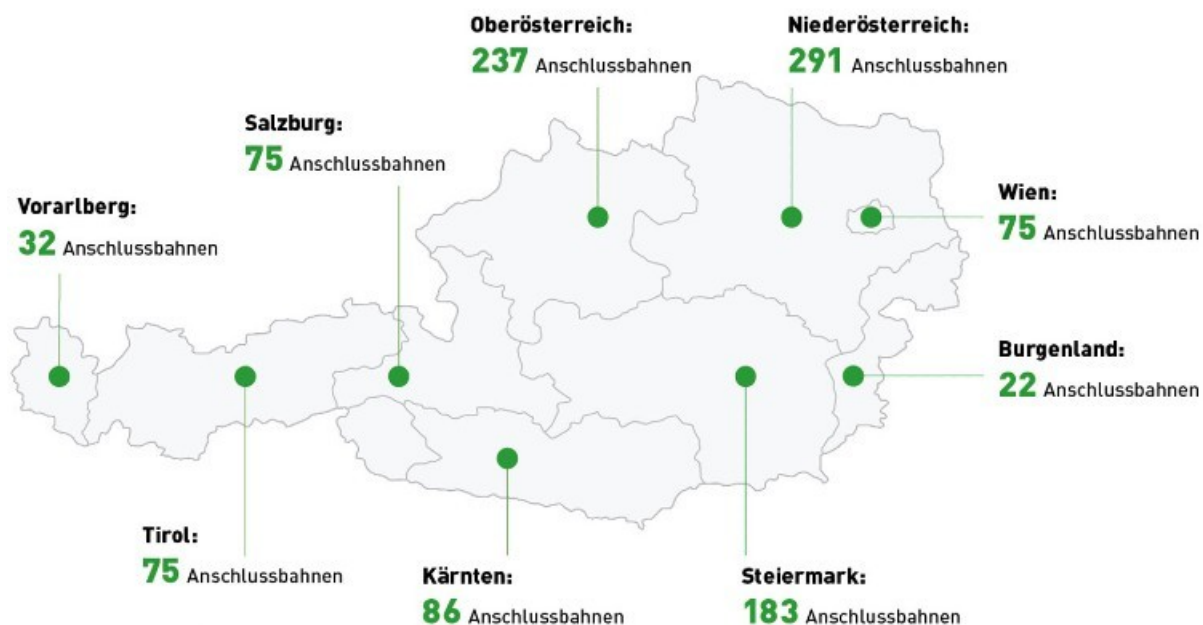 Oberösterreich:
237 Anschlussbahnen
Niederösterreich:
291 Anschlussbahnen
Salzburg:
75 Anschlussbahnen
Vorarlberg:
32 Anschlussbahnen
Wien:
75 Anschlussbahnen
Burgenland:
22 Anschlussbahnen
Tirol:
75 Anschlussbahnen
Kärnten:
86 Anschlussbahnen
Steiermark:
183 Anschlussbahnen